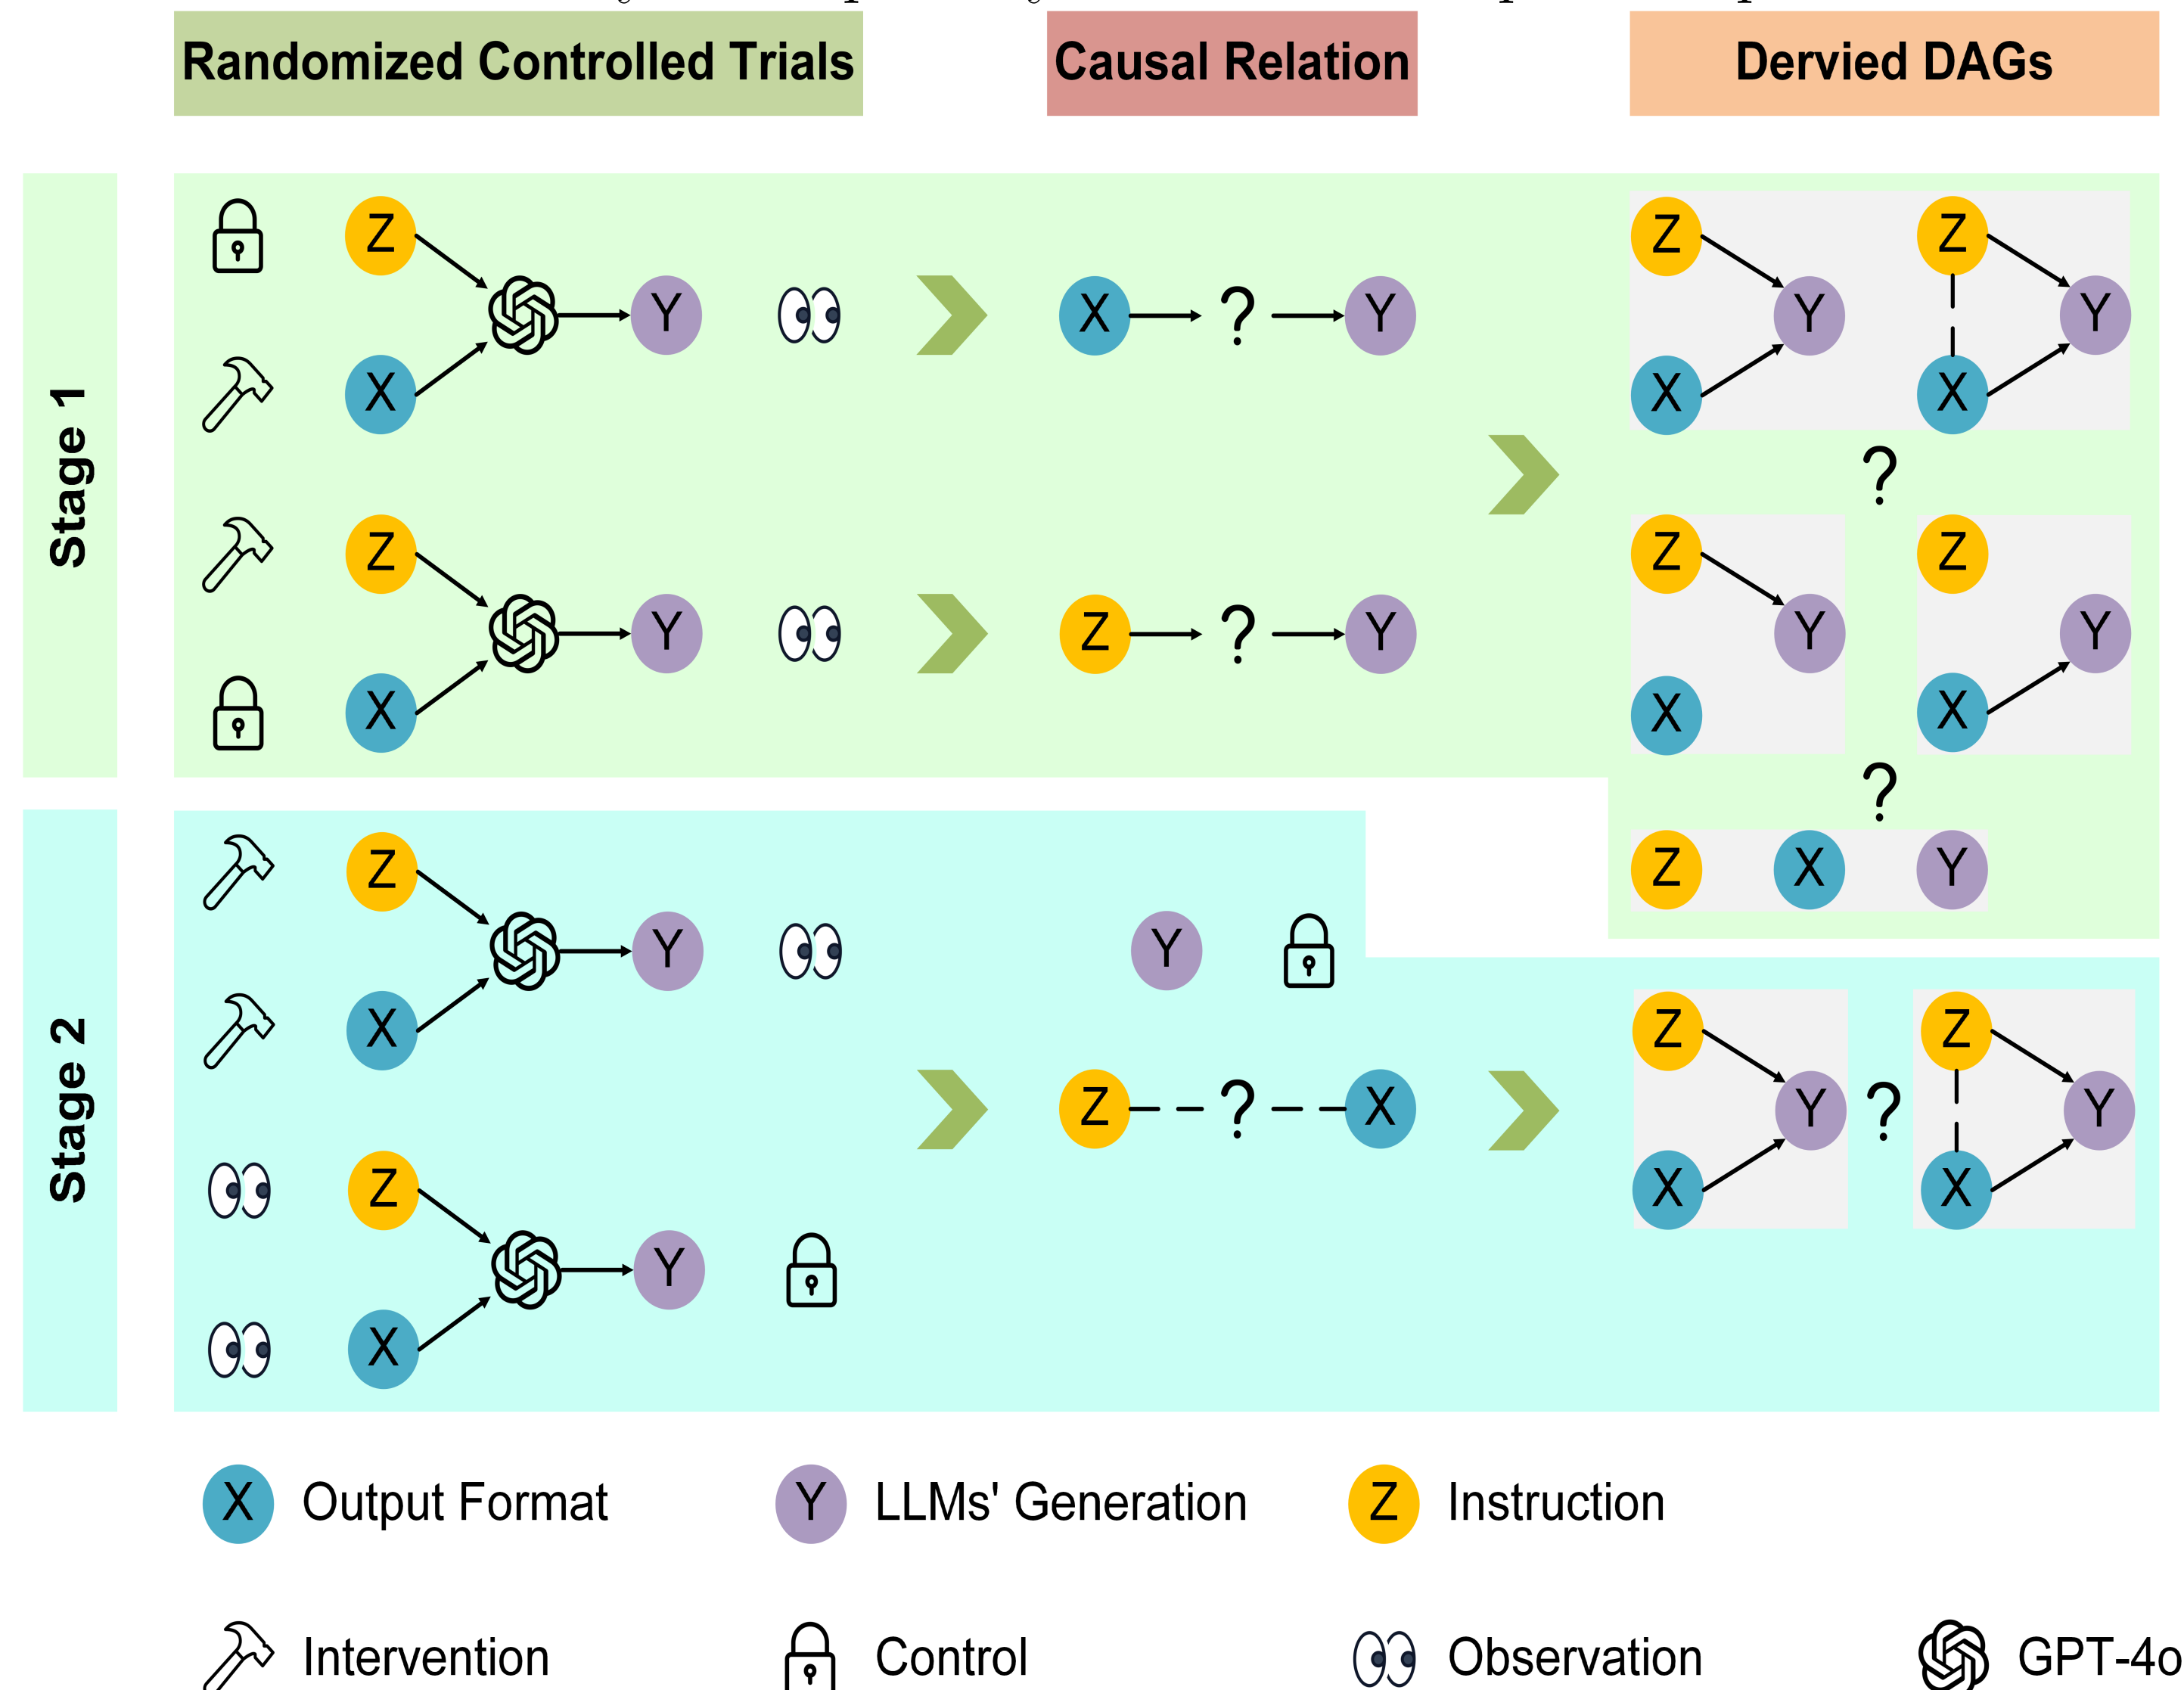 Randomized Controlled Trials
Causal Relation
Dervied DAGs
Stage 1
Z
Y
X
X ? Y
Z
Y
X
Z
Y
X
?
Z
Y
X
Z ? Y
Z
Y
X
Z
Y
X
?
Z X Y
Stage 2
Z
Y
X
Y
Z ? X
Z
Y
X
Z
Y
X
?
Z
Y
X
X Output Format
Y LLMs' Generation
Z Instruction
Intervention
Control
Observation
GPT-4o